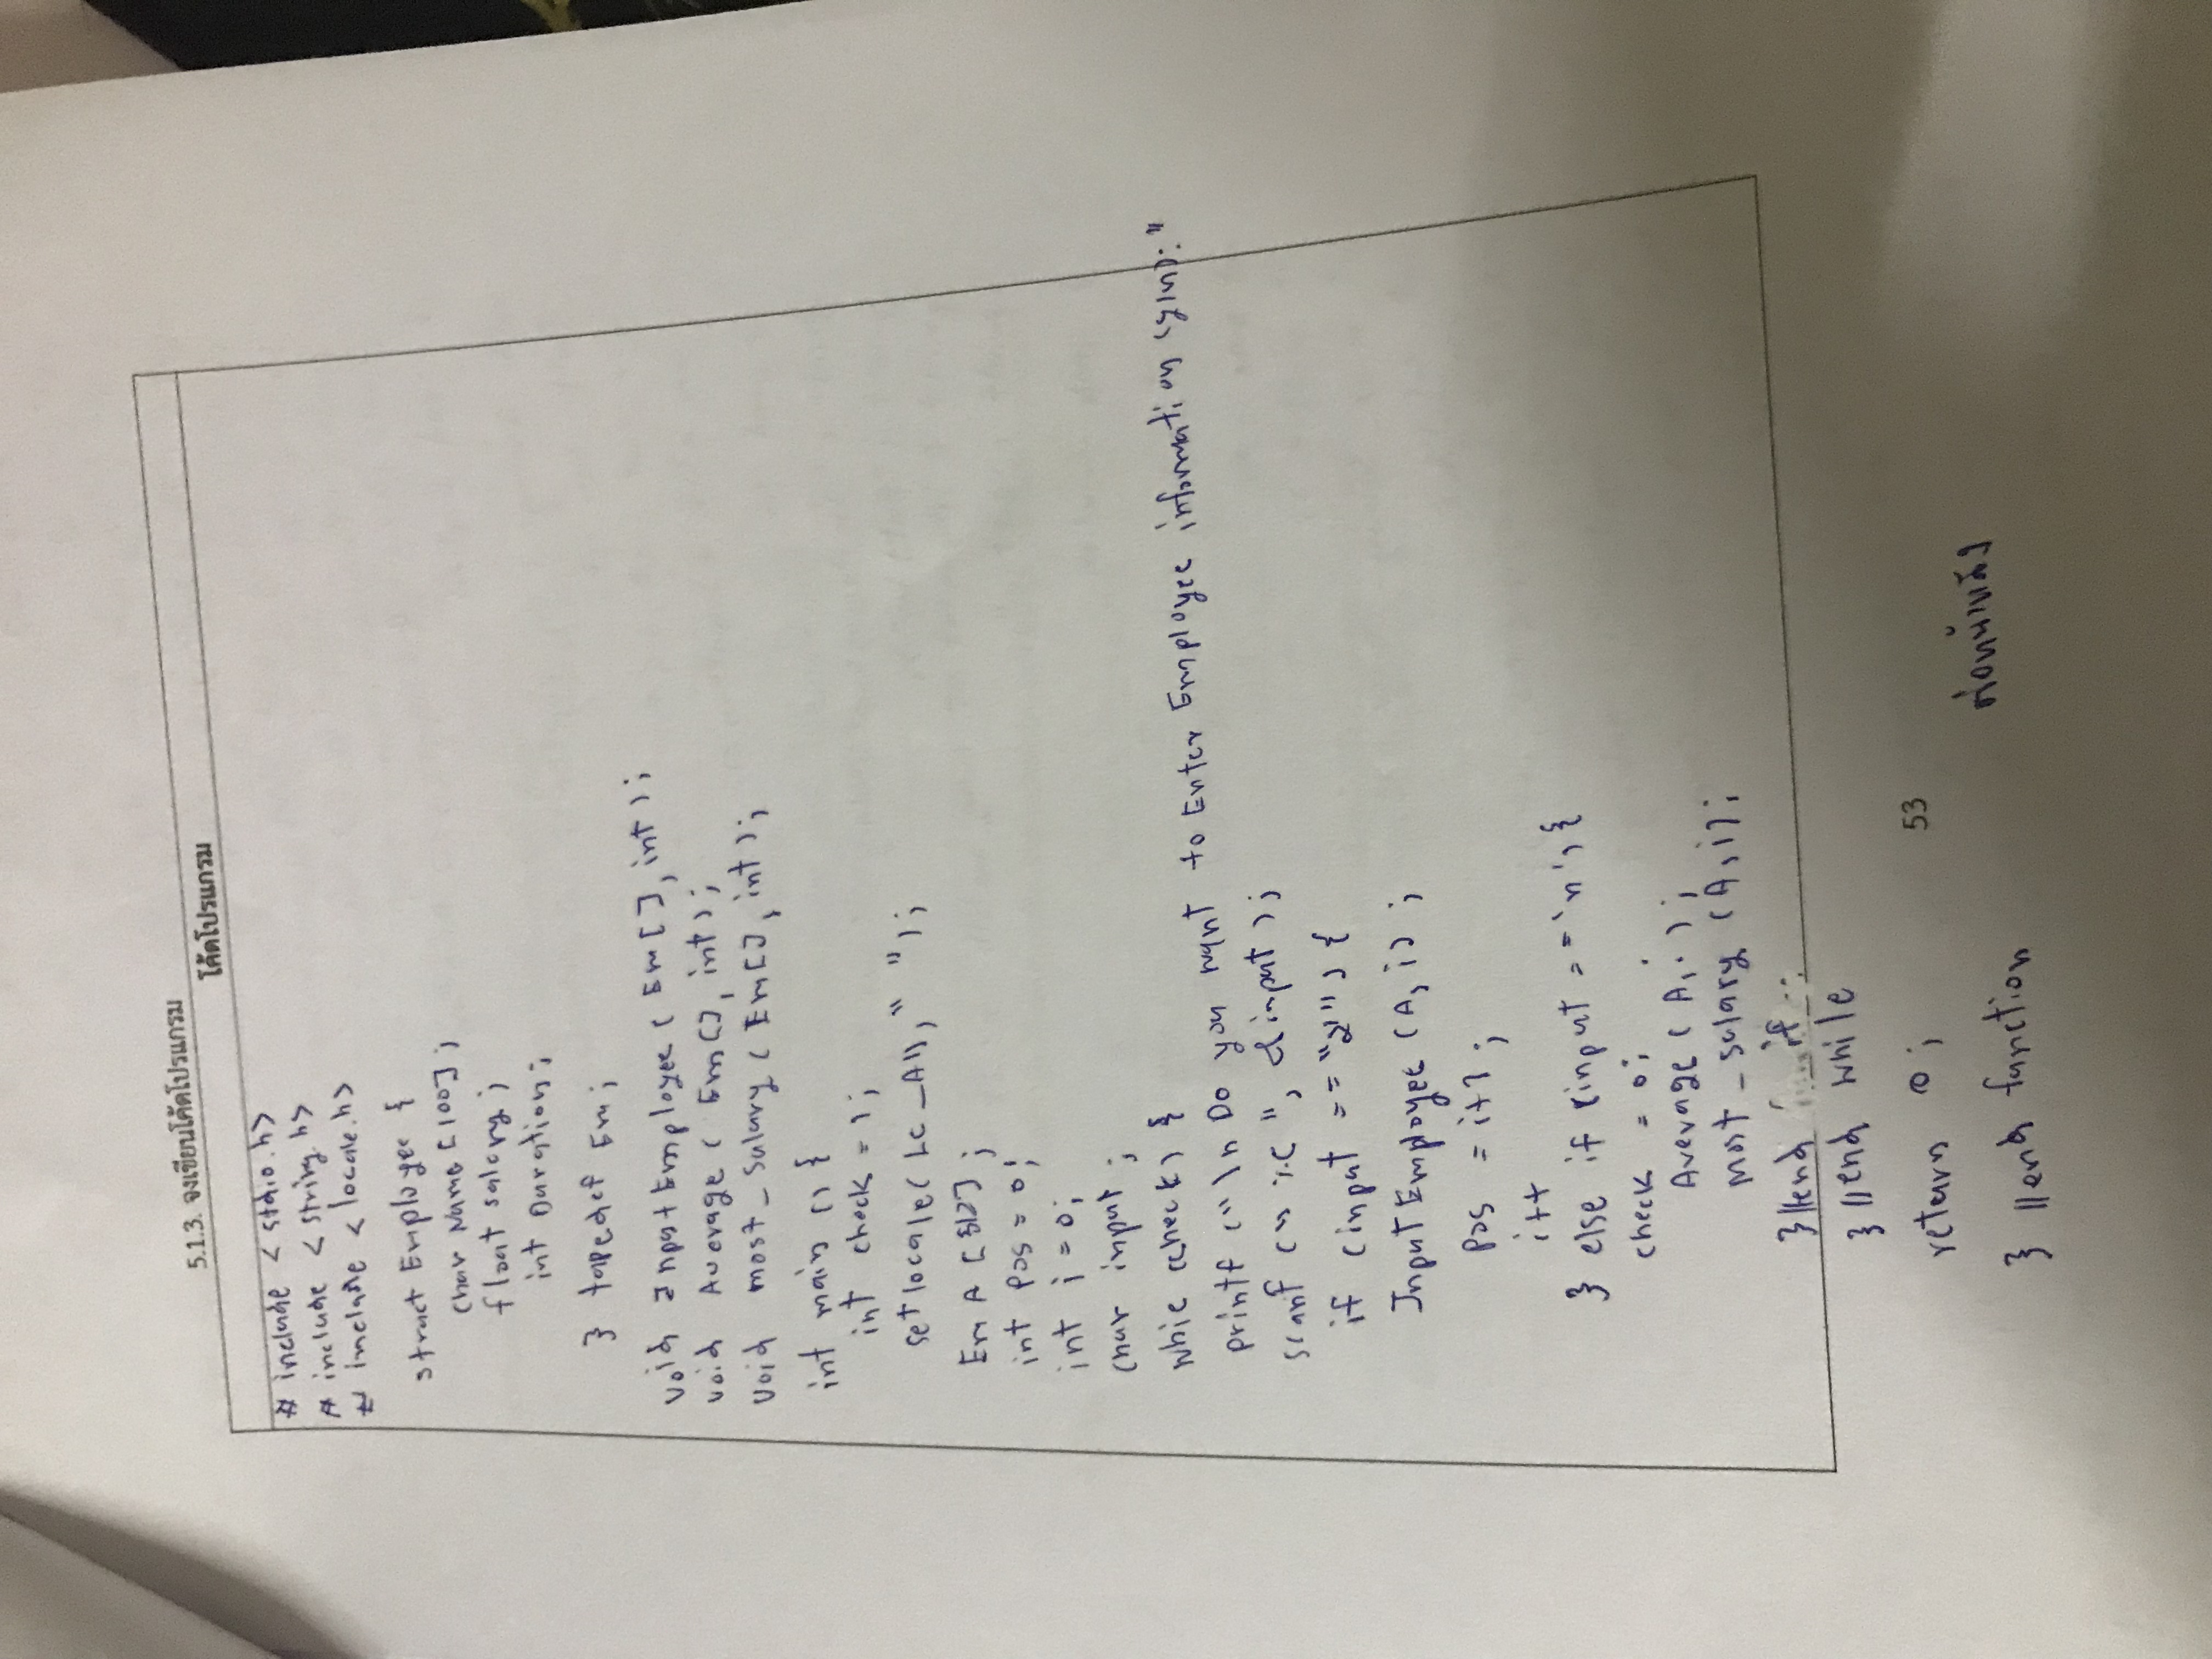 5.1.3. จงเขียนโค้ดโปรแกรม
โค้ดโปรแกรม
# include < stdio.h>
# include < string.h>
# include < locale.h>
struct Employee {
char Name [100] ;
float salary ;
int Duration ;
} tapedef Em ;
void InputEmployee ( Em [ ], int ) ;
void Average ( Em [ ], int ) ;
void most_salary ( Em [ ], int ) ;
int main () {
int check = 1 ;
setlocale( LC_All, " " ) ;
Em A [512] ;
int pos = 0 ;
int i = 0 ;
char input ;
whie (check) {
printf (" \n Do you want to Enter Employee information (y/n): "
scanf (" %c ", &input ) ;
if (input == "y") {
InputEmployee (A, i) ;
pos = i+1 ;
i++
} else if (input == 'n') {
check = 0 ;
Average ( A, i ) ;
most_salary (A, i) ;
} //end if
} //end while
return 0 ;
53
ต่อหน้าหลัง
} //end function